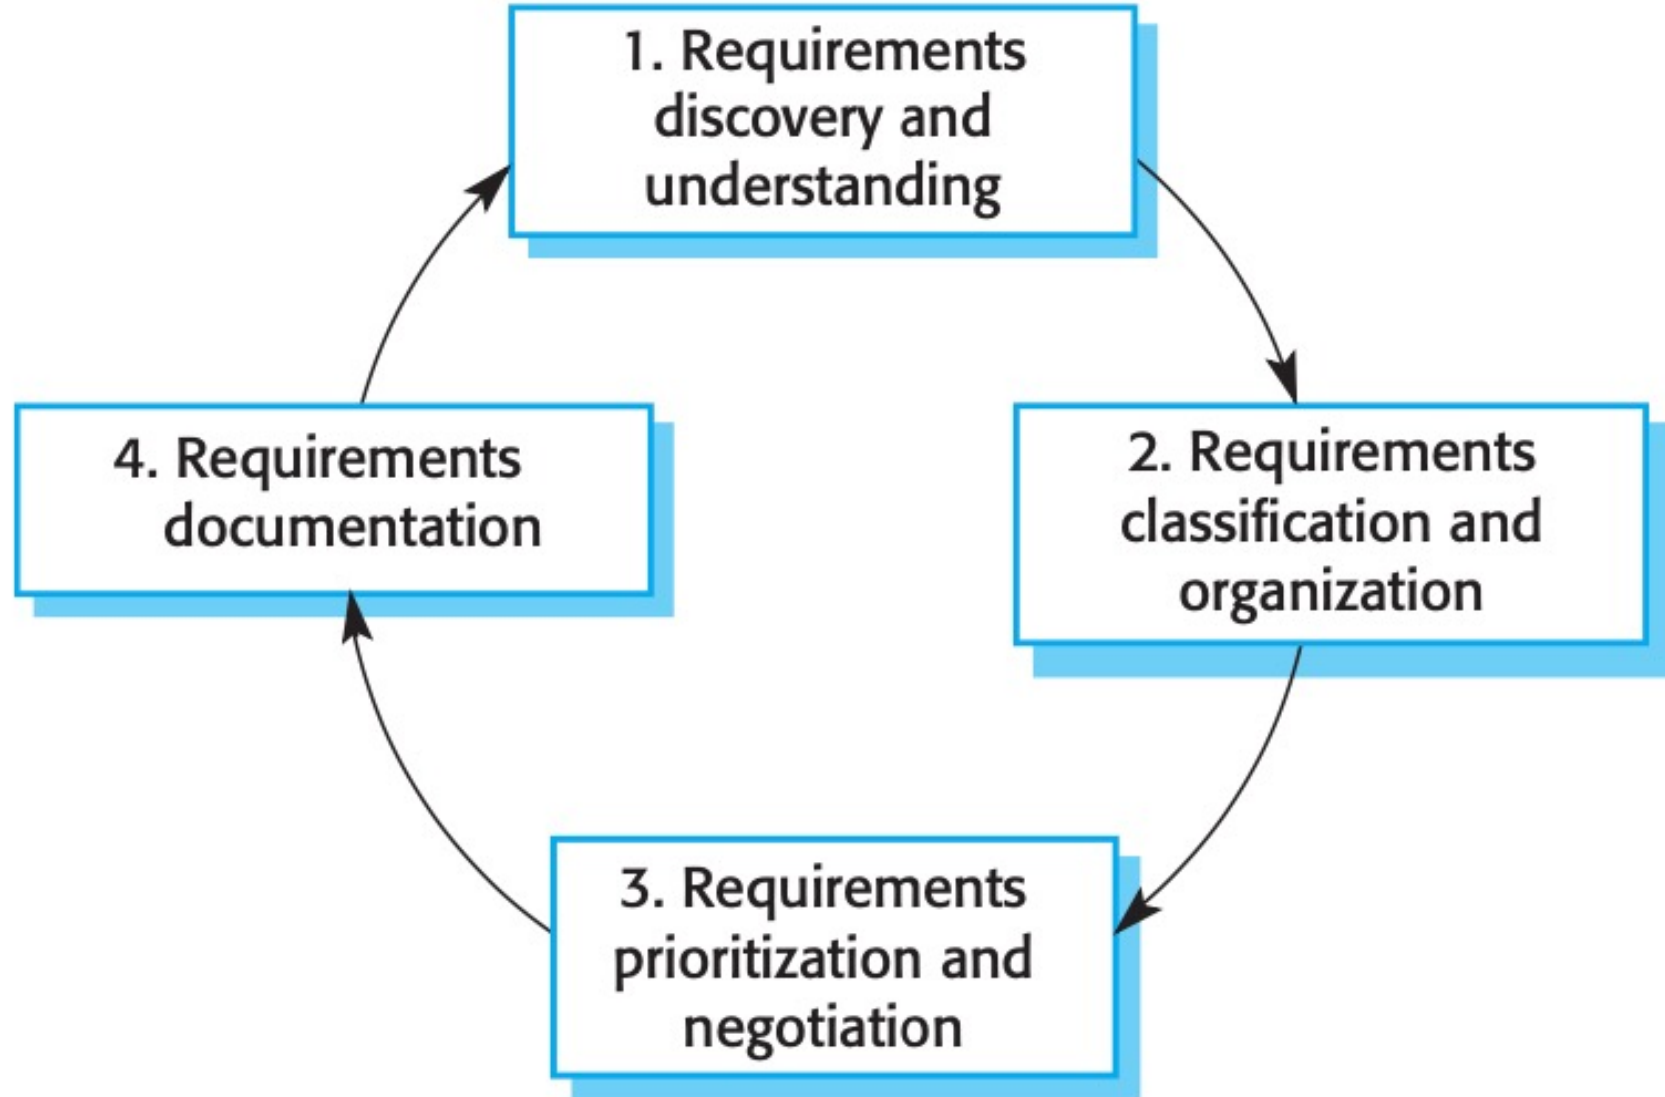 1. Requirements
discovery and
understanding
2. Requirements
classification and
organization
3. Requirements
prioritization and
negotiation
4. Requirements
documentation